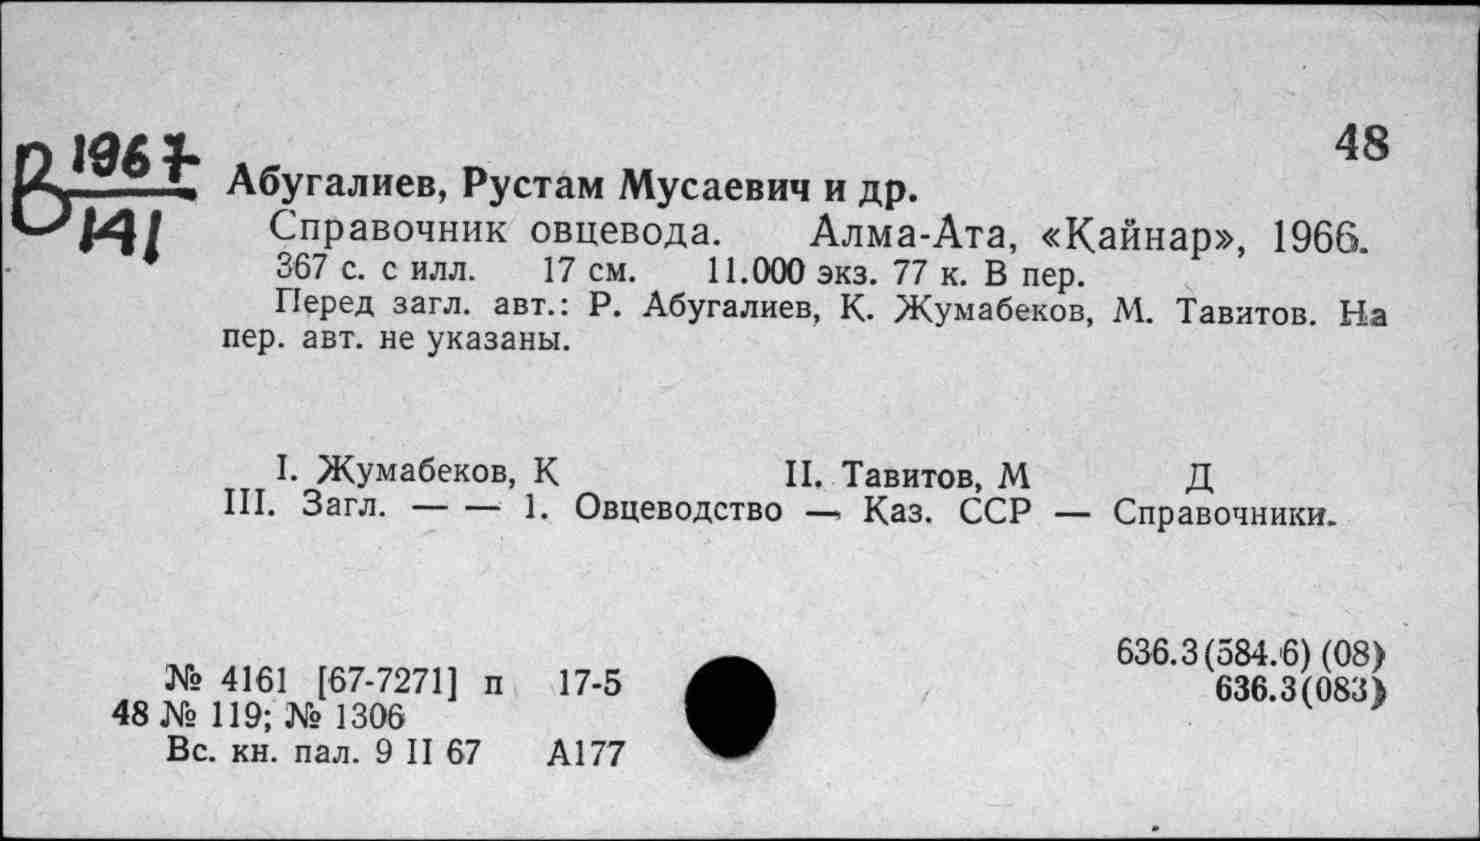 48
В 1967
141
Абугалиев, Рустам Мусаевич и др.
Справочник овцевода. Алма-Ата, «Қайнар», 1966.
367 с. с илл. 17 см. 11.000 экз. 77 к. В пер.
Перед загл. авт.: Р. Абугалиев, К. Жумабеков, М. Тавитов. На
пер. авт. не указаны.
I. Жумабеков, К II. Тавитов, М Д
III. Загл. — — 1. Овцеводство — Каз. ССР — Справочники.
636.3(584.6) (08)
№ 4161 [67-7271] п 17-5
636.3(083)
48 № 119; № 1306
Вс. кн. пал. 9 II 67 А177